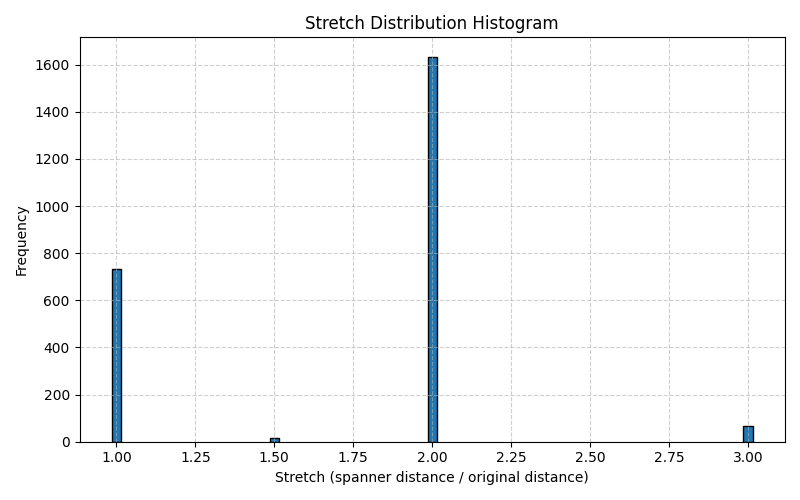 Stretch Distribution Histogram
Frequency
1600
1400
1200
1000
800
600
400
200
0
1.00 1.25 1.50 1.75 2.00 2.25 2.50 2.75 3.00
Stretch (spanner distance / original distance)